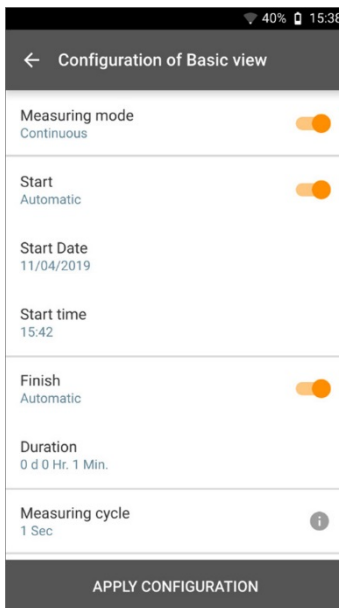 40% 15:38
Configuration of Basic view
Measuring mode
Continuous
Start
Automatic
Start Date
11/04/2019
Start time
15:42
Finish
Automatic
Duration
0 d 0 Hr. 1 Min.
Measuring cycle
1 Sec
APPLY CONFIGURATION